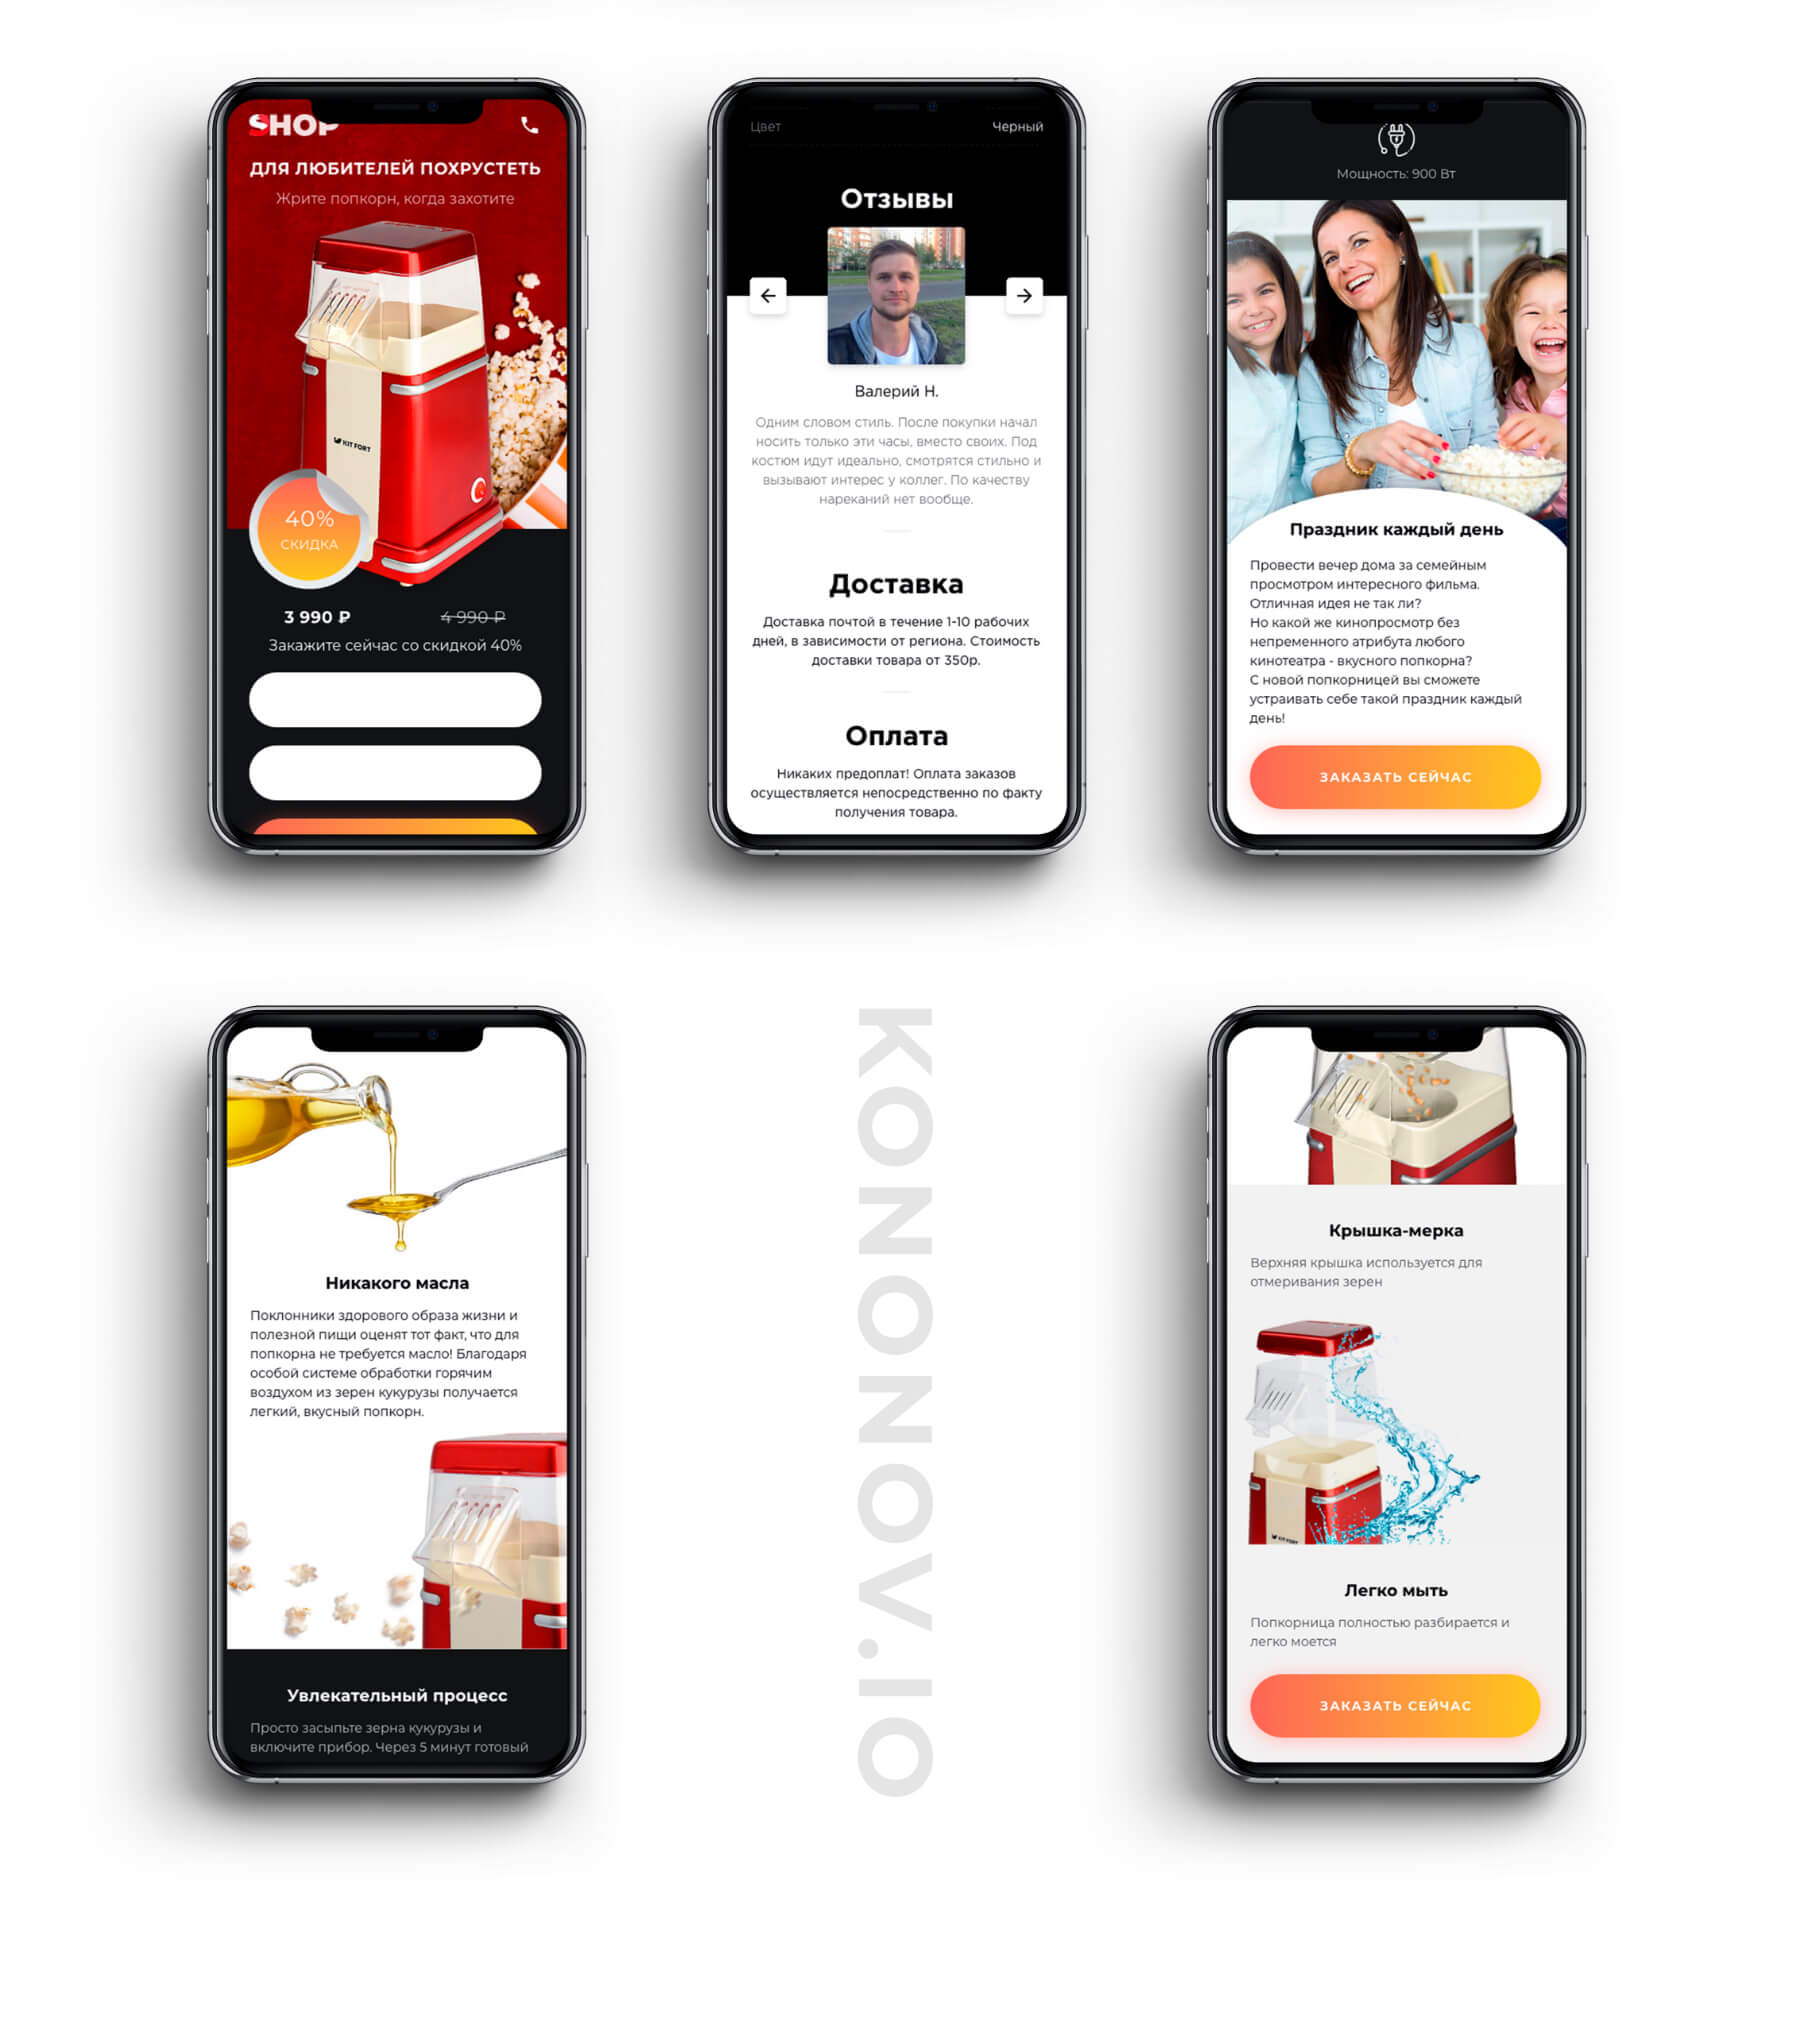 SHOP
ДЛЯ ЛЮБИТЕЛЕЙ ПОХРУСТЕТЬ
Жрите попкорн, когда захотите
KITFORT
40%
СКИДКА
3 990 ₽
4 990 ₽
Закажите сейчас со скидкой 40%
Цвет
Черный
Отзывы
Валерий Н.
Одним словом стиль. После покупки начал
носить только эти часы, вместо своих. Под
костюм идут идеально, смотрятся стильно и
вызывают интерес у коллег. По качеству
нареканий нет вообще.
Доставка
Доставка почтой в течение 1-10 рабочих
дней, в зависимости от региона. Стоимость
доставки товара от 350р.
Оплата
Никаких предоплат! Оплата заказов
осуществляется непосредственно по факту
получения товара.
Мощность: 900 Вт
Праздник каждый день
Провести вечер дома за семейным
просмотром интересного фильма.
Отличная идея не так ли?
Но какой же кинопросмотр без
непременного атрибута любого
кинотеатра - вкусного попкорна?
С новой попкорницей вы сможете
устраивать себе такой праздник каждый
день!
ЗАКАЗАТЬ СЕЙЧАС
Никакого масла
Поклонники здорового образа жизни и
полезной пищи оценят тот факт, что для
попкорна не требуется масло! Благодаря
особой системе обработки горячим
воздухом из зерен кукурузы получается
легкий, вкусный попкорн.
Увлекательный процесс
Просто засыпьте зерна кукурузы и
включите прибор. Через 5 минут готовый
KONONOV.IO
Крышка-мерка
Верхняя крышка используется для
отмеривания зерен
KITFORT
Легко мыть
Попкорница полностью разбирается и
легко моется
ЗАКАЗАТЬ СЕЙЧАС